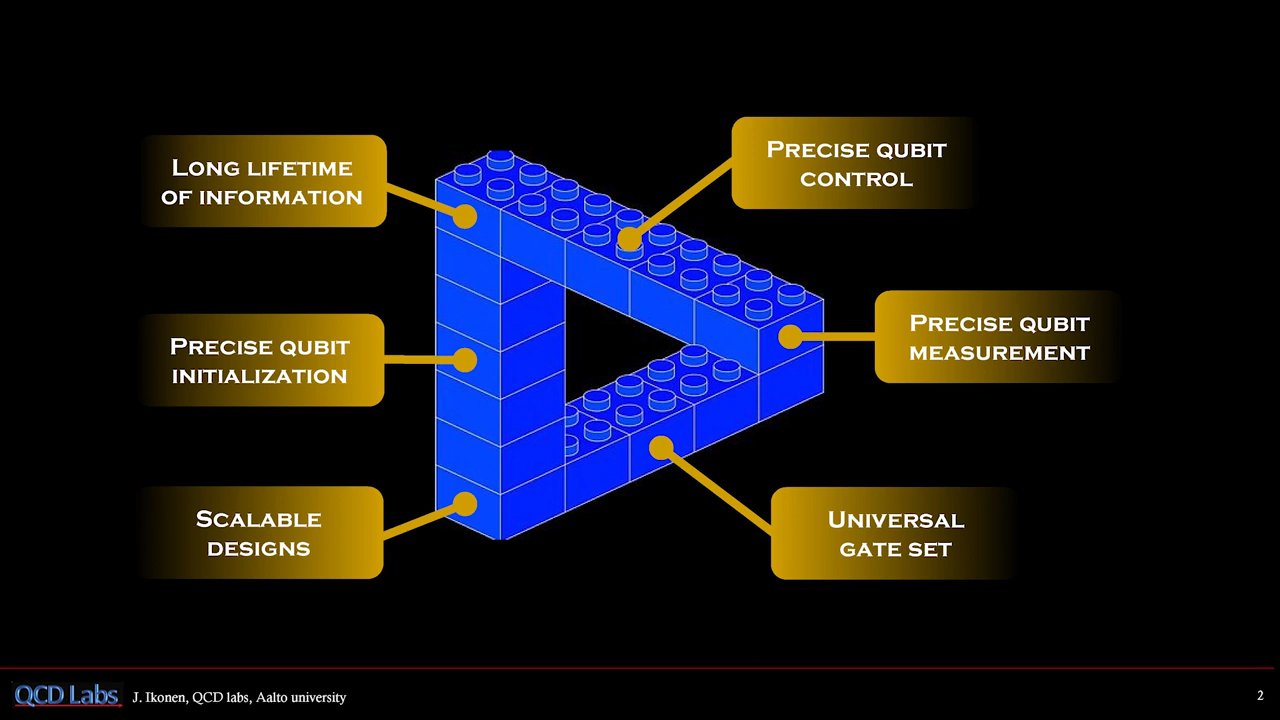 LONG LIFETIME
OF INFORMATION
PRECISE QUBIT
CONTROL
PRECISE QUBIT
INITIALIZATION
PRECISE QUBIT
MEASUREMENT
SCALABLE
DESIGNS
UNIVERSAL
GATE SET
QCD Labs
J. Ikonen, QCD labs, Aalto university
2